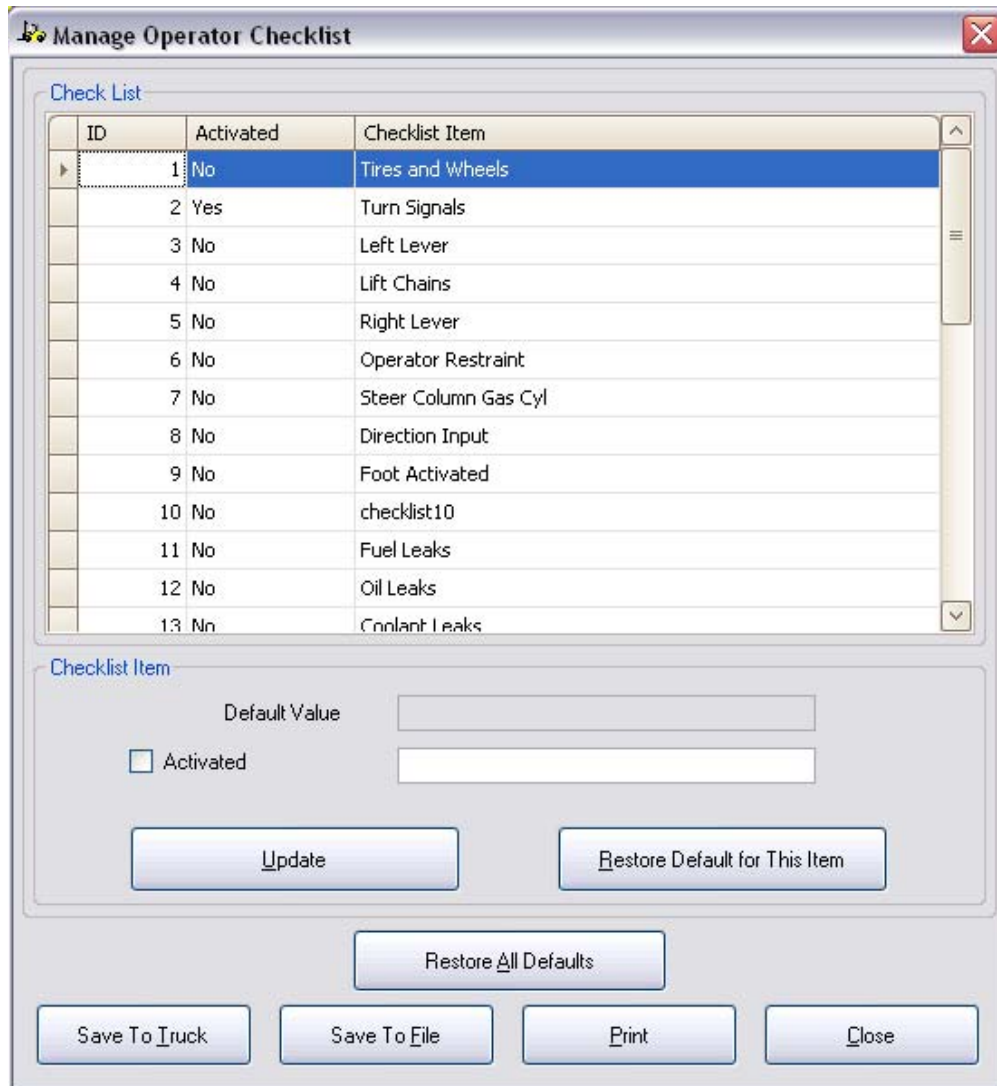 Manage Operator Checklist
Check List
ID Activated Checklist Item
1 No Tires and Wheels
2 Yes Turn Signals
3 No Left Lever
4 No Lift Chains
5 No Right Lever
6 No Operator Restraint
7 No Steer Column Gas Cyl
8 No Direction Input
9 No Foot Activated
10 No checklist10
11 No Fuel Leaks
12 No Oil Leaks
13 No Coolant Leaks
Checklist Item
Default Value
Activated
Update Restore Default for This Item
Restore All Defaults
Save To Truck Save To File Print Close